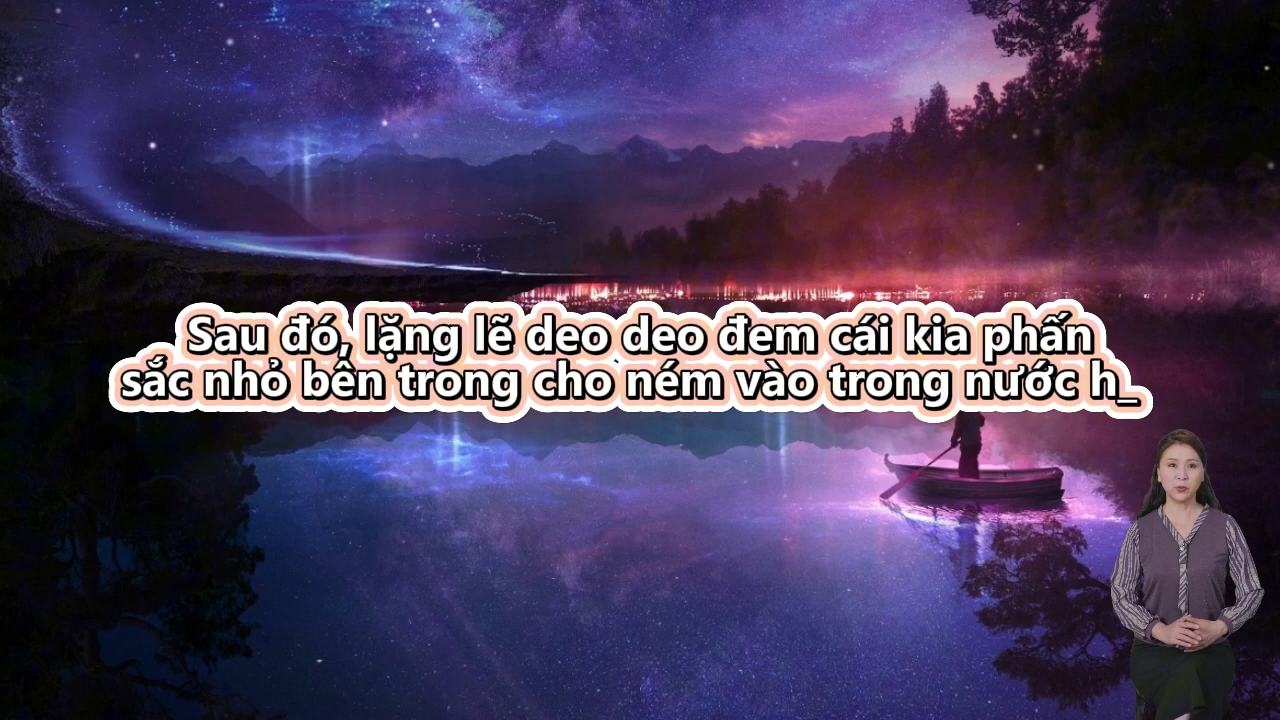 Sau đó, lặng lẽ deo deo đem cái kia phấn
sắc nhỏ bên trong cho ném vào trong nước h_